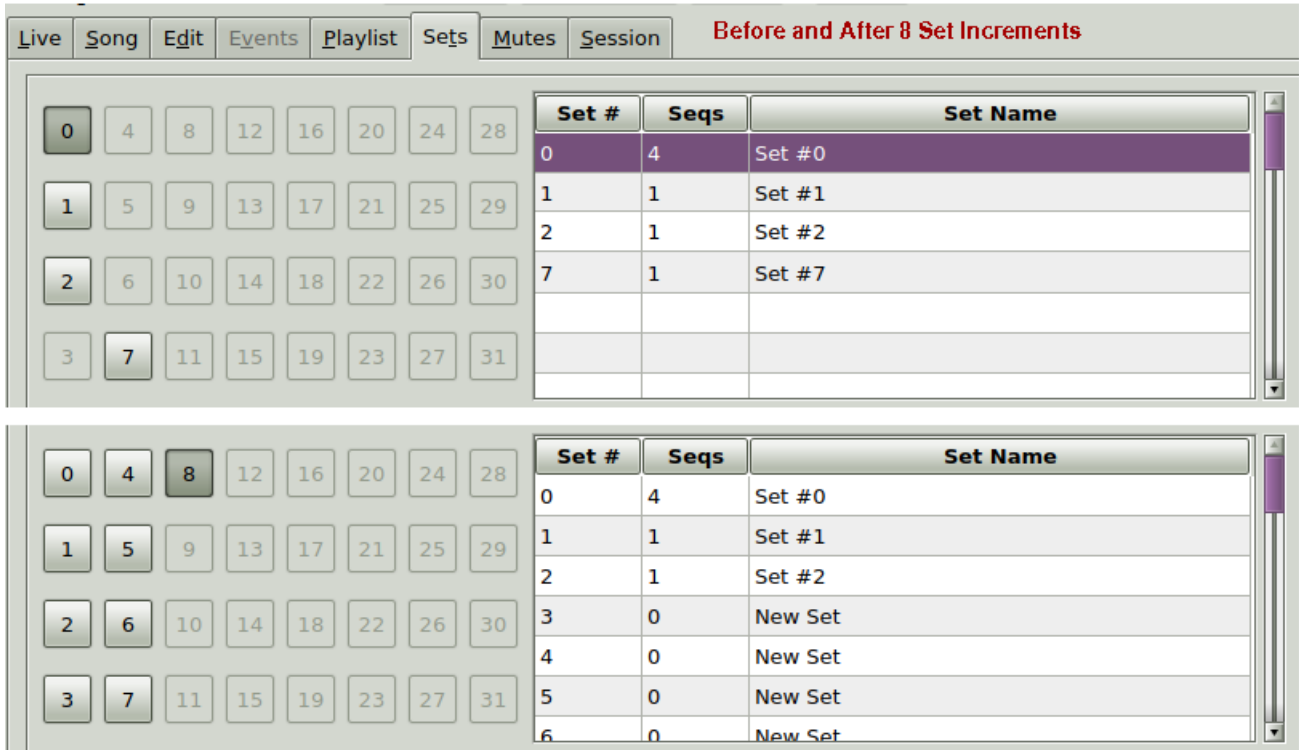 Live Song Edit Events Playlist Sets Mutes Session Before and After 8 Set Increments
Set # Seqs Set Name
0 4 8 12 16 20 24 28
0 4 Set #0
1 5 9 13 17 21 25 29
1 1 Set #1
2 1 Set #2
2 6 10 14 18 22 26 30
7 1 Set #7
3 7 11 15 19 23 27 31
Set # Seqs Set Name
0 4 8 12 16 20 24 28
0 4 Set #0
1 5 9 13 17 21 25 29
1 1 Set #1
2 1 Set #2
2 6 10 14 18 22 26 30
3 0 New Set
4 0 New Set
3 7 11 15 19 23 27 31
5 0 New Set
6 0 New Set